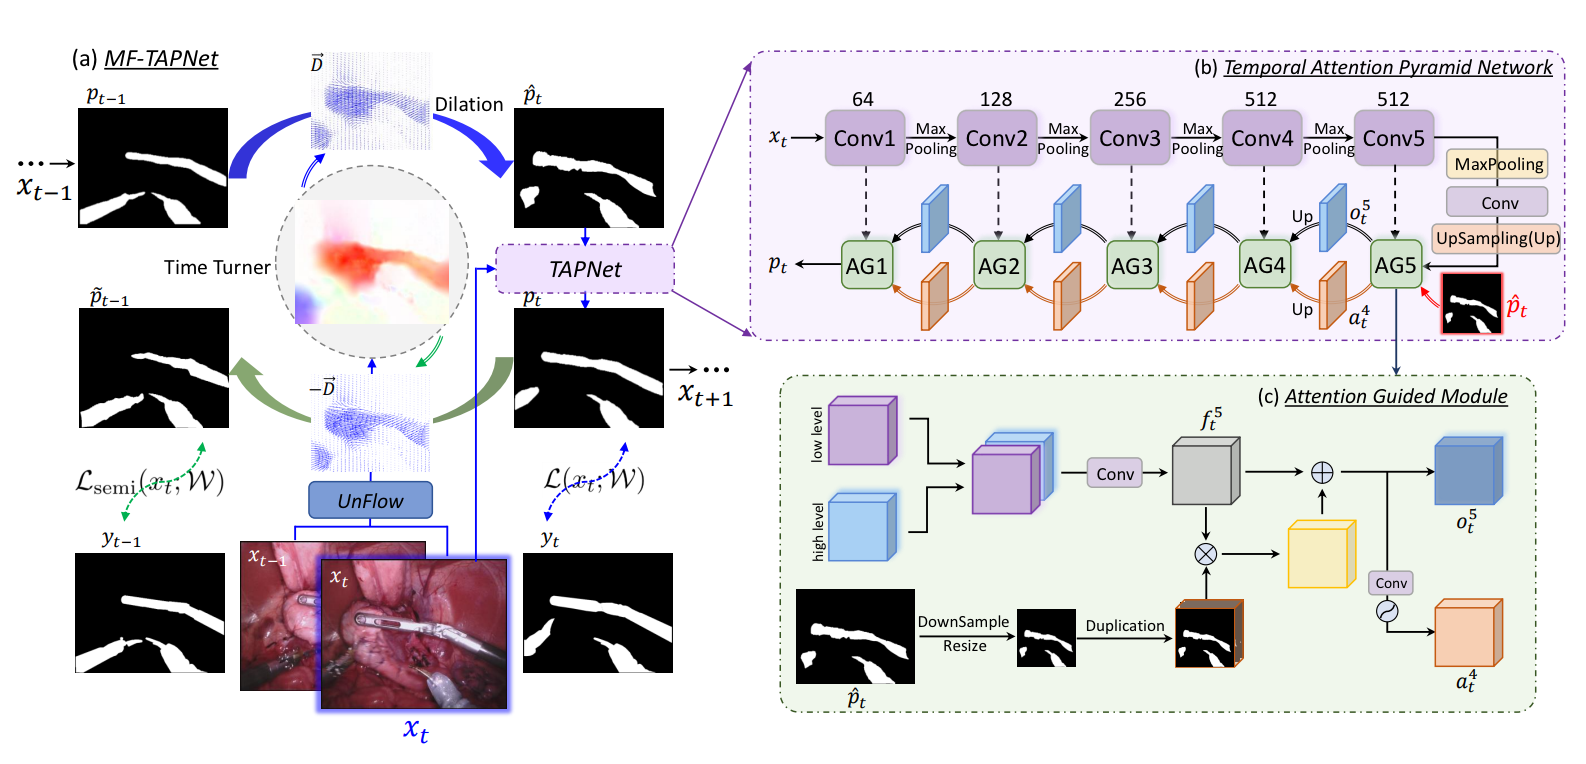 (a) MF-TAPNet
p_{t−1}
\vec{D}
Dilation
\hat{p}_t
...
x_{t−1}
Time Turner
TAPNet
\tilde{p}_{t−1}
−\vec{D}
p_t
...
x_{t+1}
\mathcal{L}_{semi}(x_t; \mathcal{W})
\mathcal{L}(x_t; \mathcal{W})
UnFlow
y_{t−1}
x_{t−1}
x_t
y_t
x_t
(b) Temporal Attention Pyramid Network
64
128
256
512
512
x_t
Conv1
Max
Pooling
Conv2
Max
Pooling
Conv3
Max
Pooling
Conv4
Max
Pooling
Conv5
MaxPooling
Conv
UpSampling(Up)
Up
o_t^5
p_t
AG1
AG2
AG3
AG4
AG5
Up
a_t^4
\hat{p}_t
(c) Attention Guided Module
low level
high level
Conv
f_t^5
o_t^5
Conv
DownSample
Resize
Duplication
\hat{p}_t
a_t^4